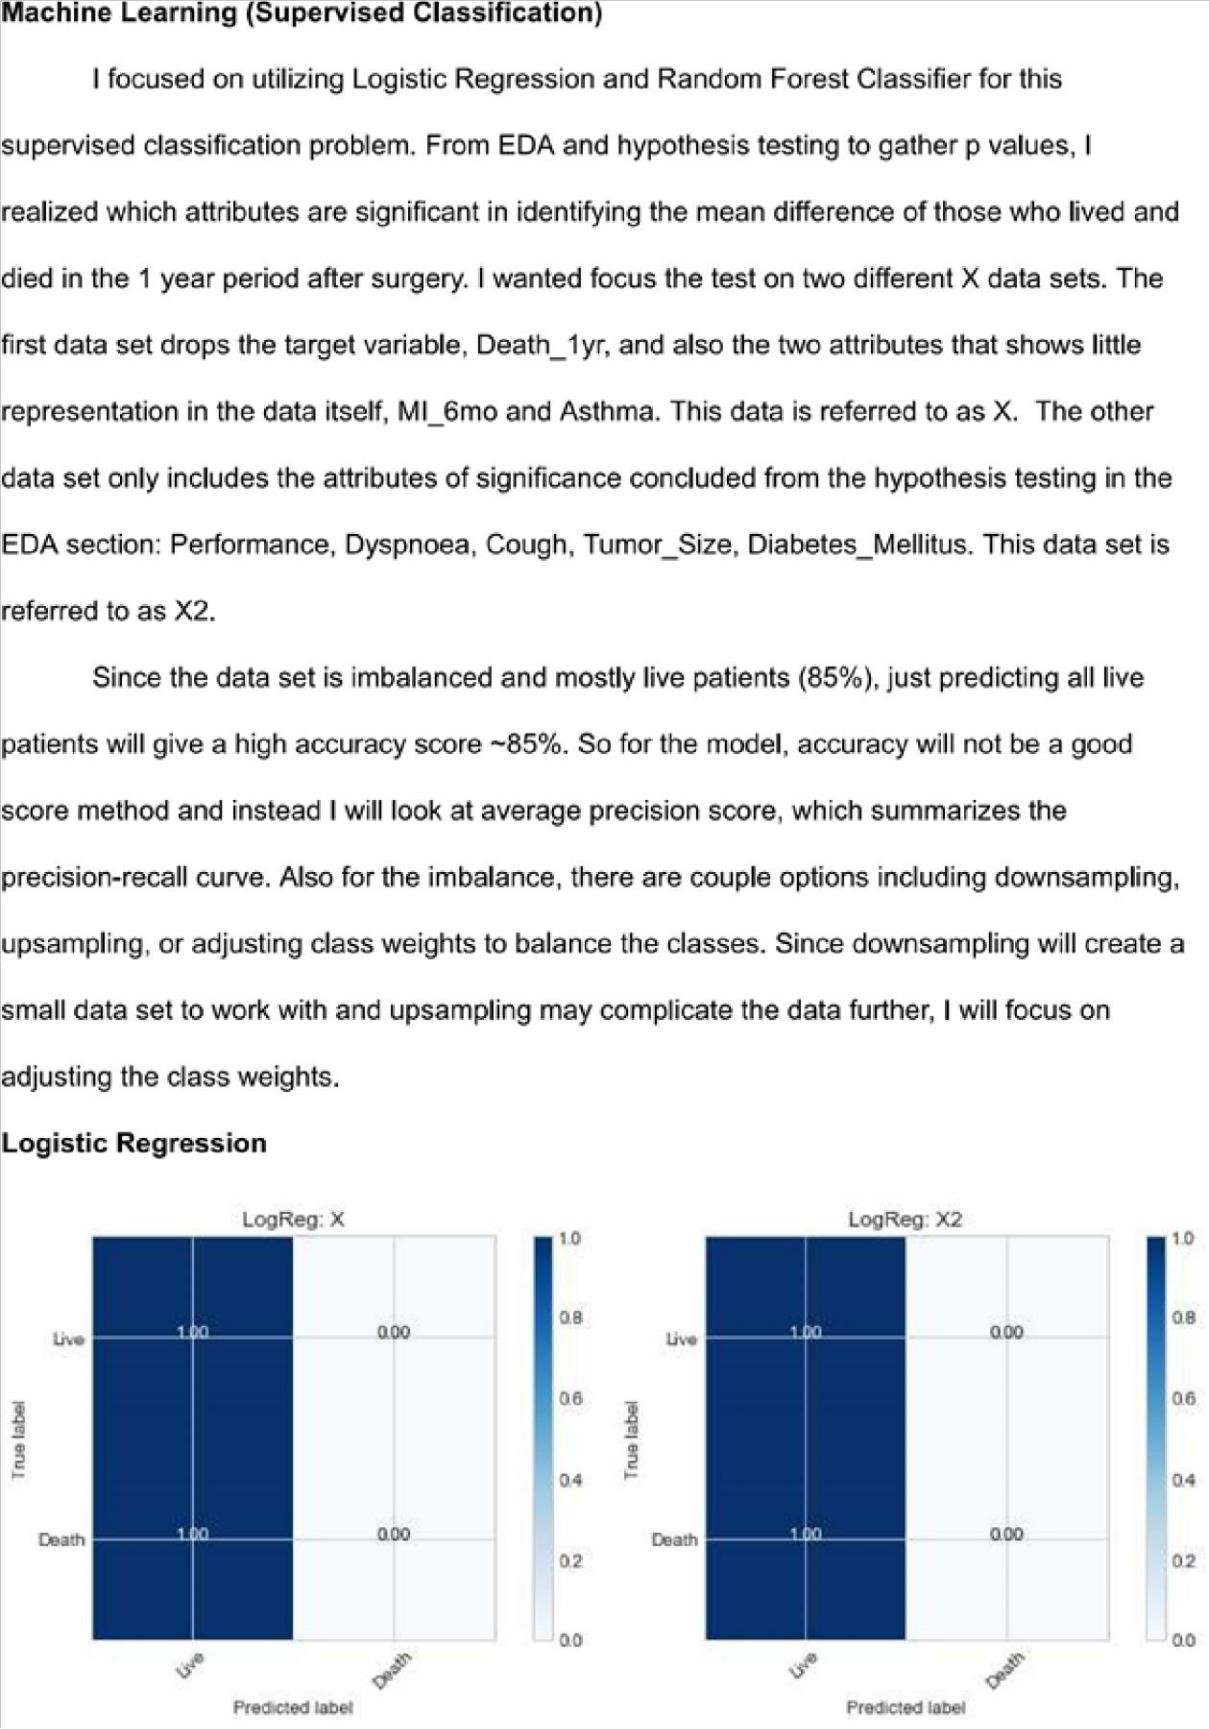 Machine Learning (Supervised Classification)
I focused on utilizing Logistic Regression and Random Forest Classifier for this
supervised classification problem. From EDA and hypothesis testing to gather p values, I
realized which attributes are significant in identifying the mean difference of those who lived and
died in the 1 year period after surgery. I wanted focus the test on two different X data sets. The
first data set drops the target variable, Death_1yr, and also the two attributes that shows little
representation in the data itself, MI_6mo and Asthma. This data is referred to as X.  The other
data set only includes the attributes of significance concluded from the hypothesis testing in the
EDA section: Performance, Dyspnoea, Cough, Tumor_Size, Diabetes_Mellitus. This data set is
referred to as X2.
Since the data set is imbalanced and mostly live patients (85%), just predicting all live
patients will give a high accuracy score ~85%. So for the model, accuracy will not be a good
score method and instead I will look at average precision score, which summarizes the
precision-recall curve. Also for the imbalance, there are couple options including downsampling,
upsampling, or adjusting class weights to balance the classes. Since downsampling will create a
small data set to work with and upsampling may complicate the data further, I will focus on
adjusting the class weights.
Logistic Regression
LogReg: X
1.0
0.8
0.6
0.4
0.2
0.0
True label
Live
1.00 0.00
Death
1.00 0.00
Live
Death
Predicted label
LogReg: X2
1.0
0.8
0.6
0.4
0.2
0.0
True label
Live
1.00 0.00
Death
1.00 0.00
Live
Death
Predicted label